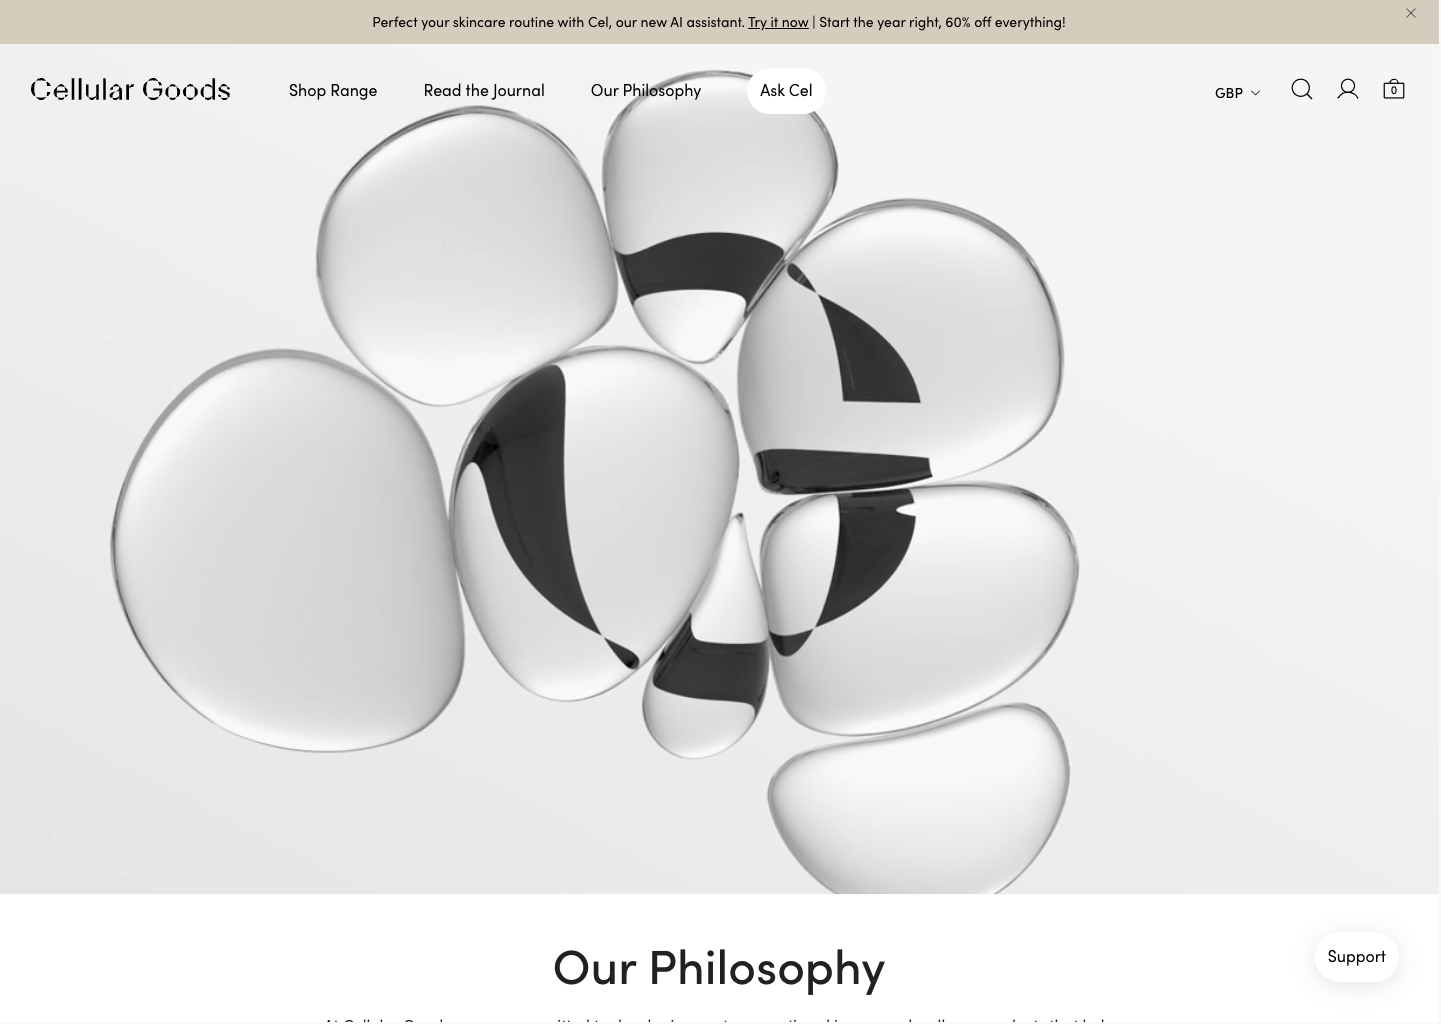 Perfect your skincare routine with Cel, our new AI assistant. Try it now | Start the year right, 60% off everything!
Cellular Goods
Shop Range
Read the Journal
Our Philosophy
Ask Cel
GBP
0
Our Philosophy
Support